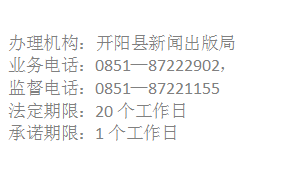 办理机构：开阳县新闻出版局
业务电话：0851—87222902，
监督电话：0851—87221155
法定期限：20 个工作日
承诺期限：1 个工作日